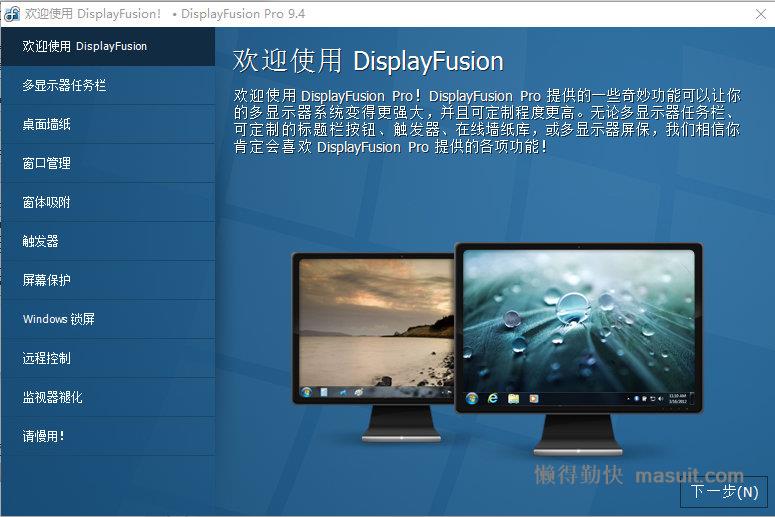 欢迎使用 DisplayFusion! • DisplayFusion Pro 9.4
欢迎使用 DisplayFusion
多显示器任务栏
桌面墙纸
窗口管理
窗体吸附
触发器
屏幕保护
Windows 锁屏
远程控制
监视器褪化
请慢用!
欢迎使用 DisplayFusion
欢迎使用 DisplayFusion Pro! DisplayFusion Pro 提供的一些奇妙功能可以让你
的多显示器系统变得更强大，并且可定制程度更高。无论多显示器任务栏、
可定制的标题栏按钮、触发器、在线墙纸库，或多显示器屏保，我们相信你
肯定会喜欢 DisplayFusion Pro 提供的各项功能!
懒得勤快 masuit.com
下一步(N)